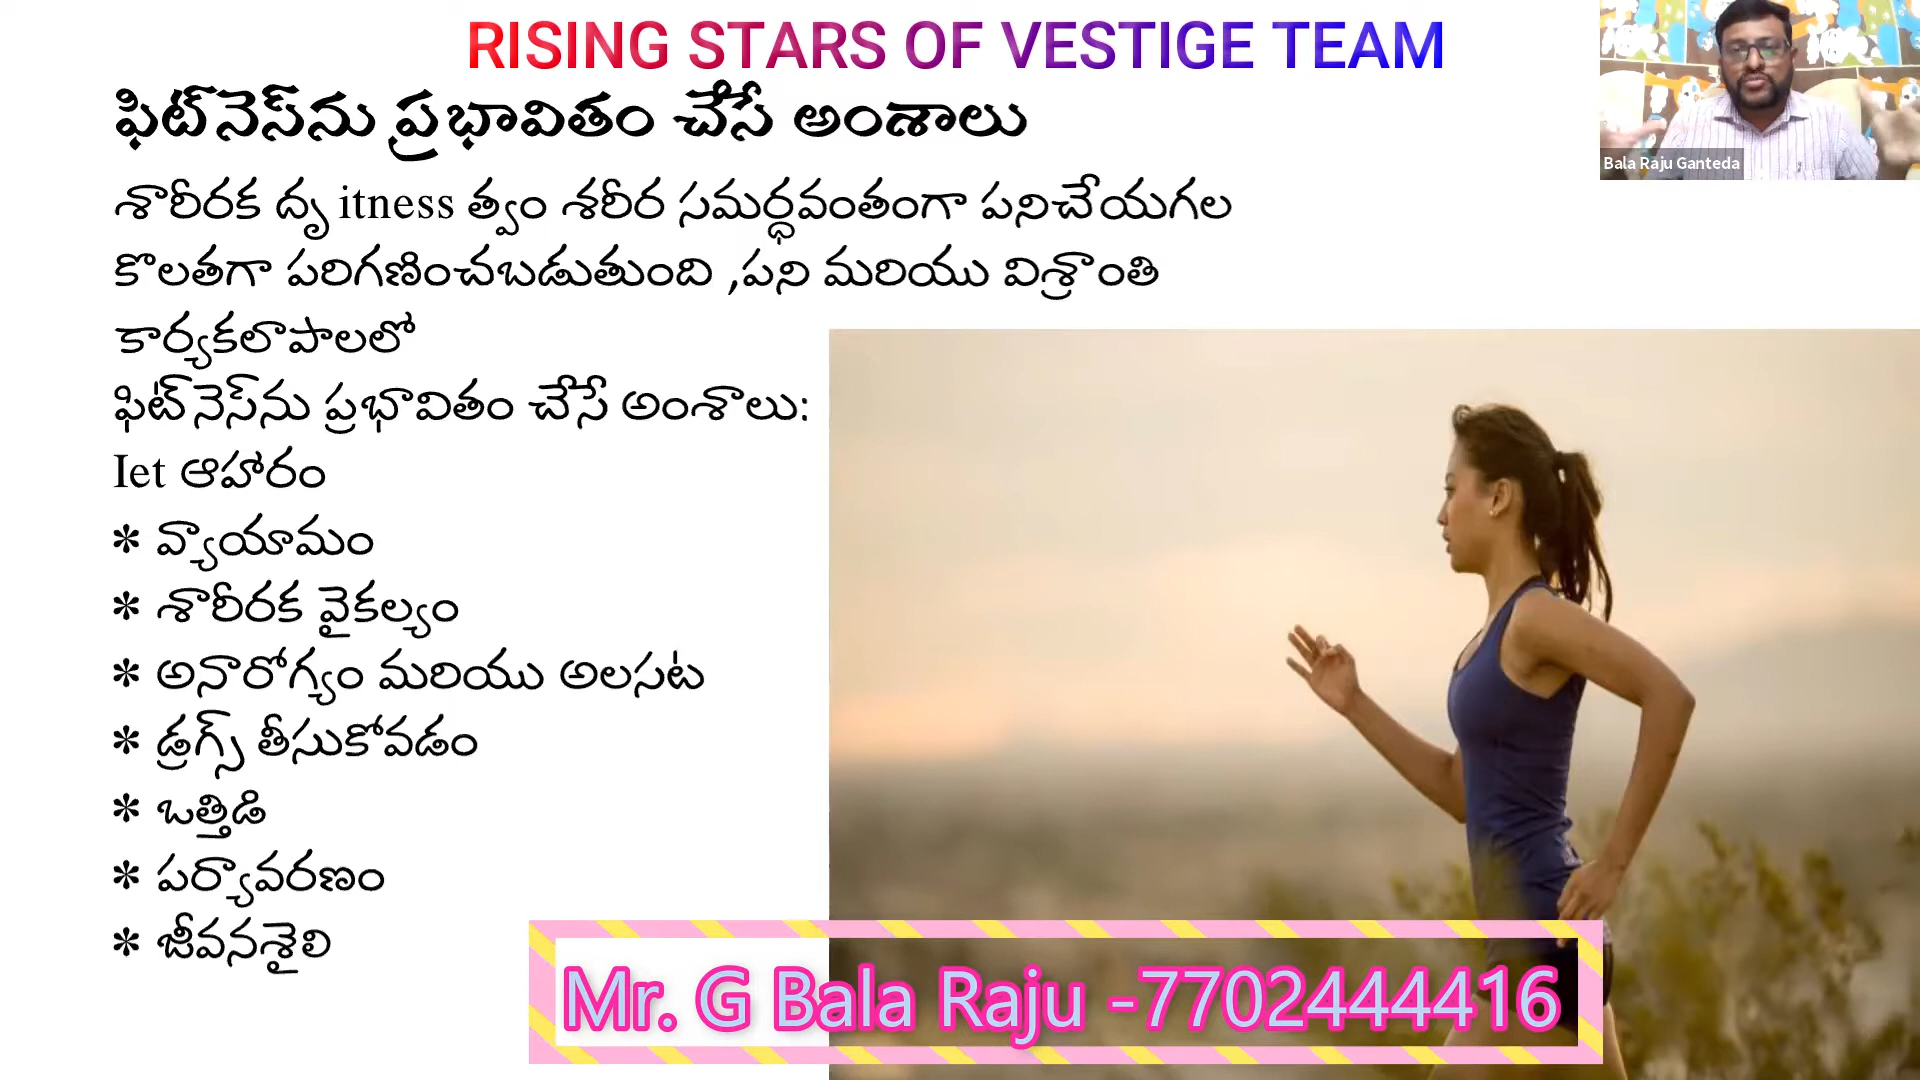 RISING STARS OF VESTIGE TEAM
Bala Raju Ganteda
ఫిట్‌నెస్‌ను ప్రభావితం చేసే అంశాలు
శారీరక దృ itness త్వం శరీర సమర్ధవంతంగా పనిచేయగల
కొలతగా పరిగణించబడుతుంది ,పని మరియు విశ్రాంతి
కార్యకలాపాలలో
ఫిట్‌నెస్‌ను ప్రభావితం చేసే అంశాలు:
Iet ఆహారం
* వ్యాయామం
* శారీరక వైకల్యం
* అనారోగ్యం మరియు అలసట
* డ్రగ్స్ తీసుకోవడం
* ఒత్తిడి
* పర్యావరణం
* జీవనశైలి
Mr. G Bala Raju -7702444416